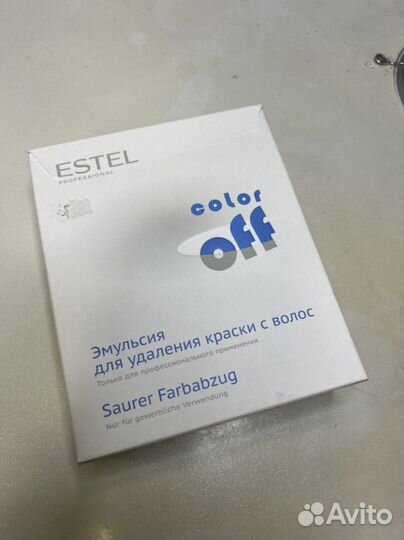 ESTEL
PROFESSIONAL
color
off
Эмульсия
для удаления краски с волос
Только для профессионального применения
Saurer Farbabzug
Nur für gewerbliche Verwendung
Avito